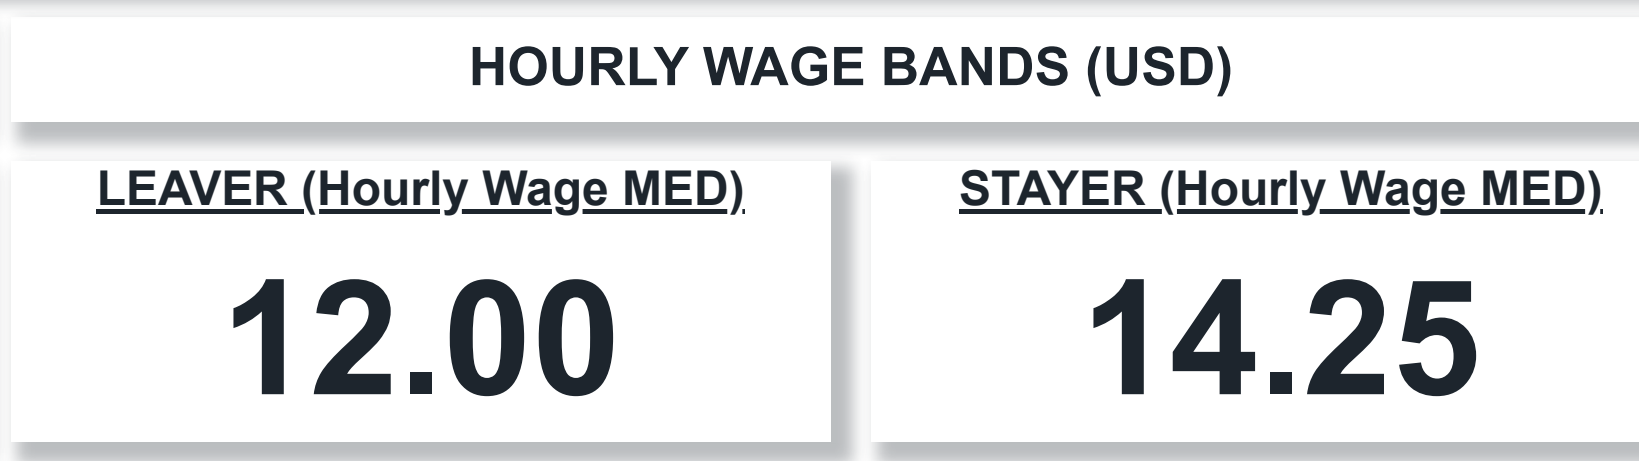 HOURLY WAGE BANDS (USD)
LEAVER (Hourly Wage MED)
STAYER (Hourly Wage MED)
12.00
14.25